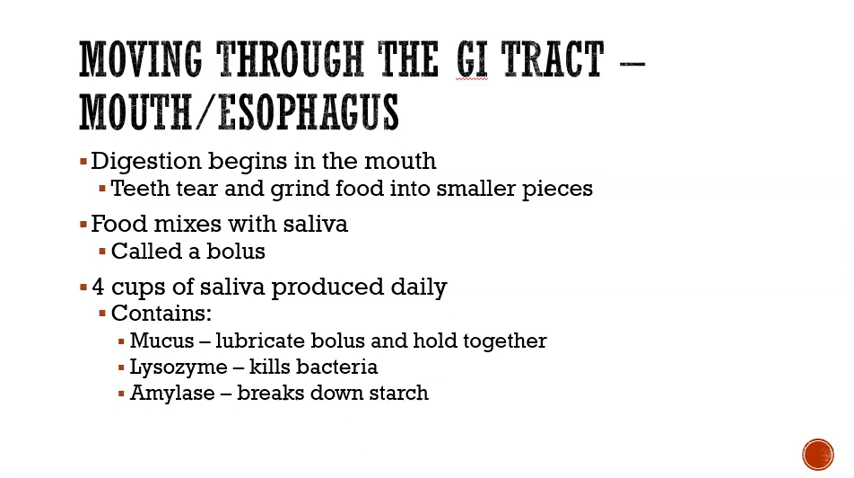 MOVING THROUGH THE GI TRACT –
MOUTH/ESOPHAGUS
▪ Digestion begins in the mouth
▪ Teeth tear and grind food into smaller pieces
▪ Food mixes with saliva
▪ Called a bolus
▪ 4 cups of saliva produced daily
▪ Contains:
▪ Mucus – lubricate bolus and hold together
▪ Lysozyme – kills bacteria
▪ Amylase – breaks down starch